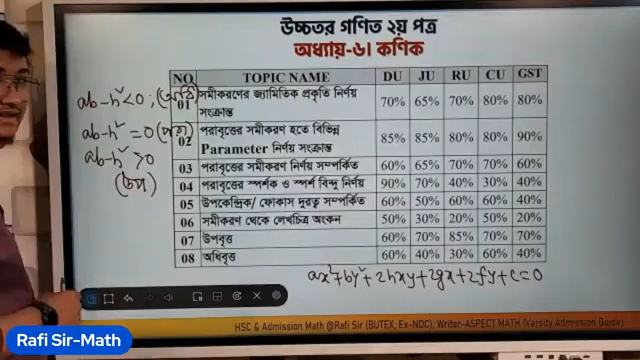 উচ্চতর গণিত ২য় পত্র
অধ্যায়-৬। কণিক
NO. TOPIC NAME DU JU RU CU GST
01 সমীকরণের জ্যামিতিক প্রকৃতি নির্ণয় সংক্রান্ত 70% 65% 70% 80% 80%
02 পরাবৃত্তের সমীকরণ হতে বিভিন্ন Parameter নির্ণয় সংক্রান্ত 85% 85% 80% 80% 90%
03 পরাবৃত্তের সমীকরণ নির্ণয় সম্পর্কিত 60% 65% 70% 70% 60%
04 পরাবৃত্তের স্পর্শক ও স্পর্শ বিন্দু নির্ণয় 90% 70% 40% 30% 40%
05 উপকেন্দ্রিক/ ফোকাস দুরত্ব সম্পর্কিত 60% 50% 60% 60% 40%
06 সমীকরণ থেকে লেখচিত্র অংকন 50% 30% 20% 50% 20%
07 উপবৃত্ত 60% 70% 85% 70% 70%
08 অধিবৃত্ত 60% 40% 30% 60% 40%
ab-h²<0; (অধি)
ab-h²=0 (পরা)
ab-h²>0
(উপ)
ax²+by²+2hxy+2gx+2fy+c=0
HSC & Admission Math @Rafi Sir (BUTEX, Ex-NDC), Writer-ASPECT MATH (Varsity Admission Guide)
Rafi Sir-Math